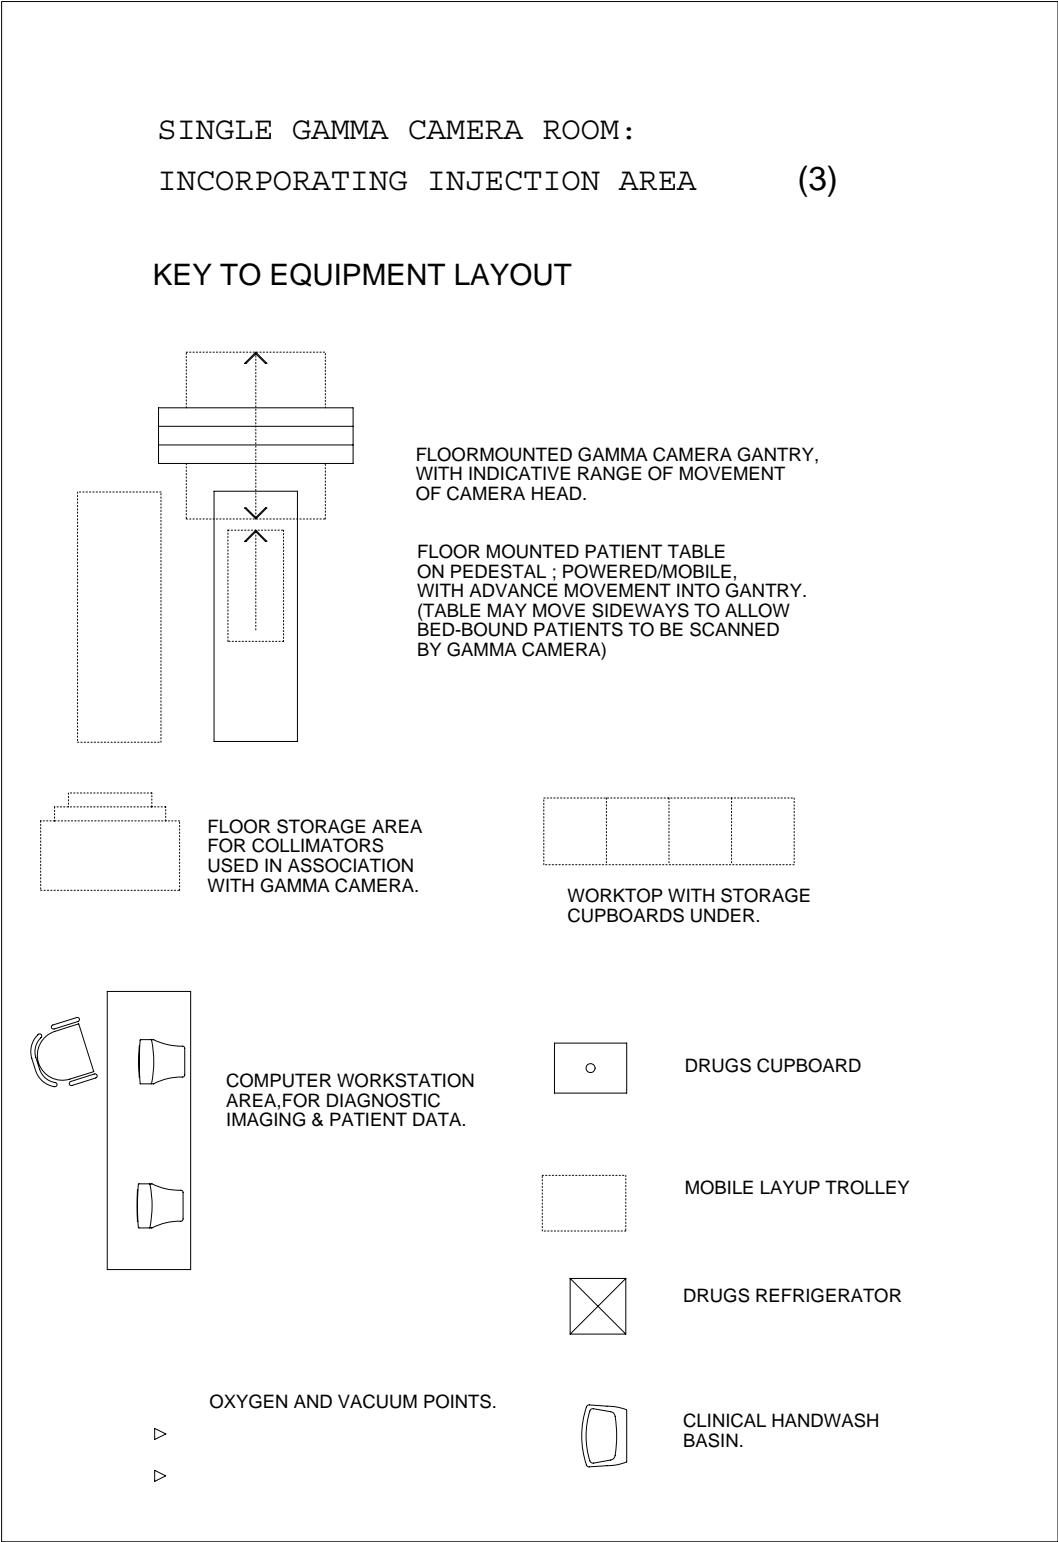 SINGLE GAMMA CAMERA ROOM:
INCORPORATING INJECTION AREA (3)
KEY TO EQUIPMENT LAYOUT
FLOORMOUNTED GAMMA CAMERA GANTRY,
WITH INDICATIVE RANGE OF MOVEMENT
OF CAMERA HEAD.
FLOOR MOUNTED PATIENT TABLE
ON PEDESTAL ; POWERED/MOBILE,
WITH ADVANCE MOVEMENT INTO GANTRY.
(TABLE MAY MOVE SIDEWAYS TO ALLOW
BED-BOUND PATIENTS TO BE SCANNED
BY GAMMA CAMERA)
FLOOR STORAGE AREA
FOR COLLIMATORS
USED IN ASSOCIATION
WITH GAMMA CAMERA.
WORKTOP WITH STORAGE
CUPBOARDS UNDER.
COMPUTER WORKSTATION
AREA,FOR DIAGNOSTIC
IMAGING & PATIENT DATA.
DRUGS CUPBOARD
MOBILE LAYUP TROLLEY
DRUGS REFRIGERATOR
OXYGEN AND VACUUM POINTS.
CLINICAL HANDWASH
BASIN.